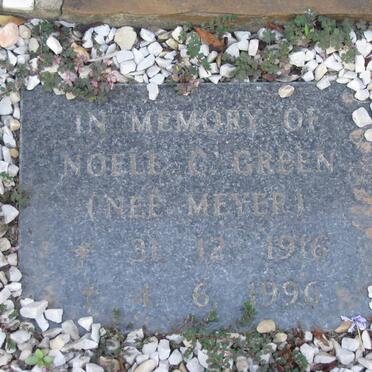 IN MEMORY OF
NOELE C. GREEN
(NEE MEYER)
* 31. 12. 1916
† 4. 6. 1996